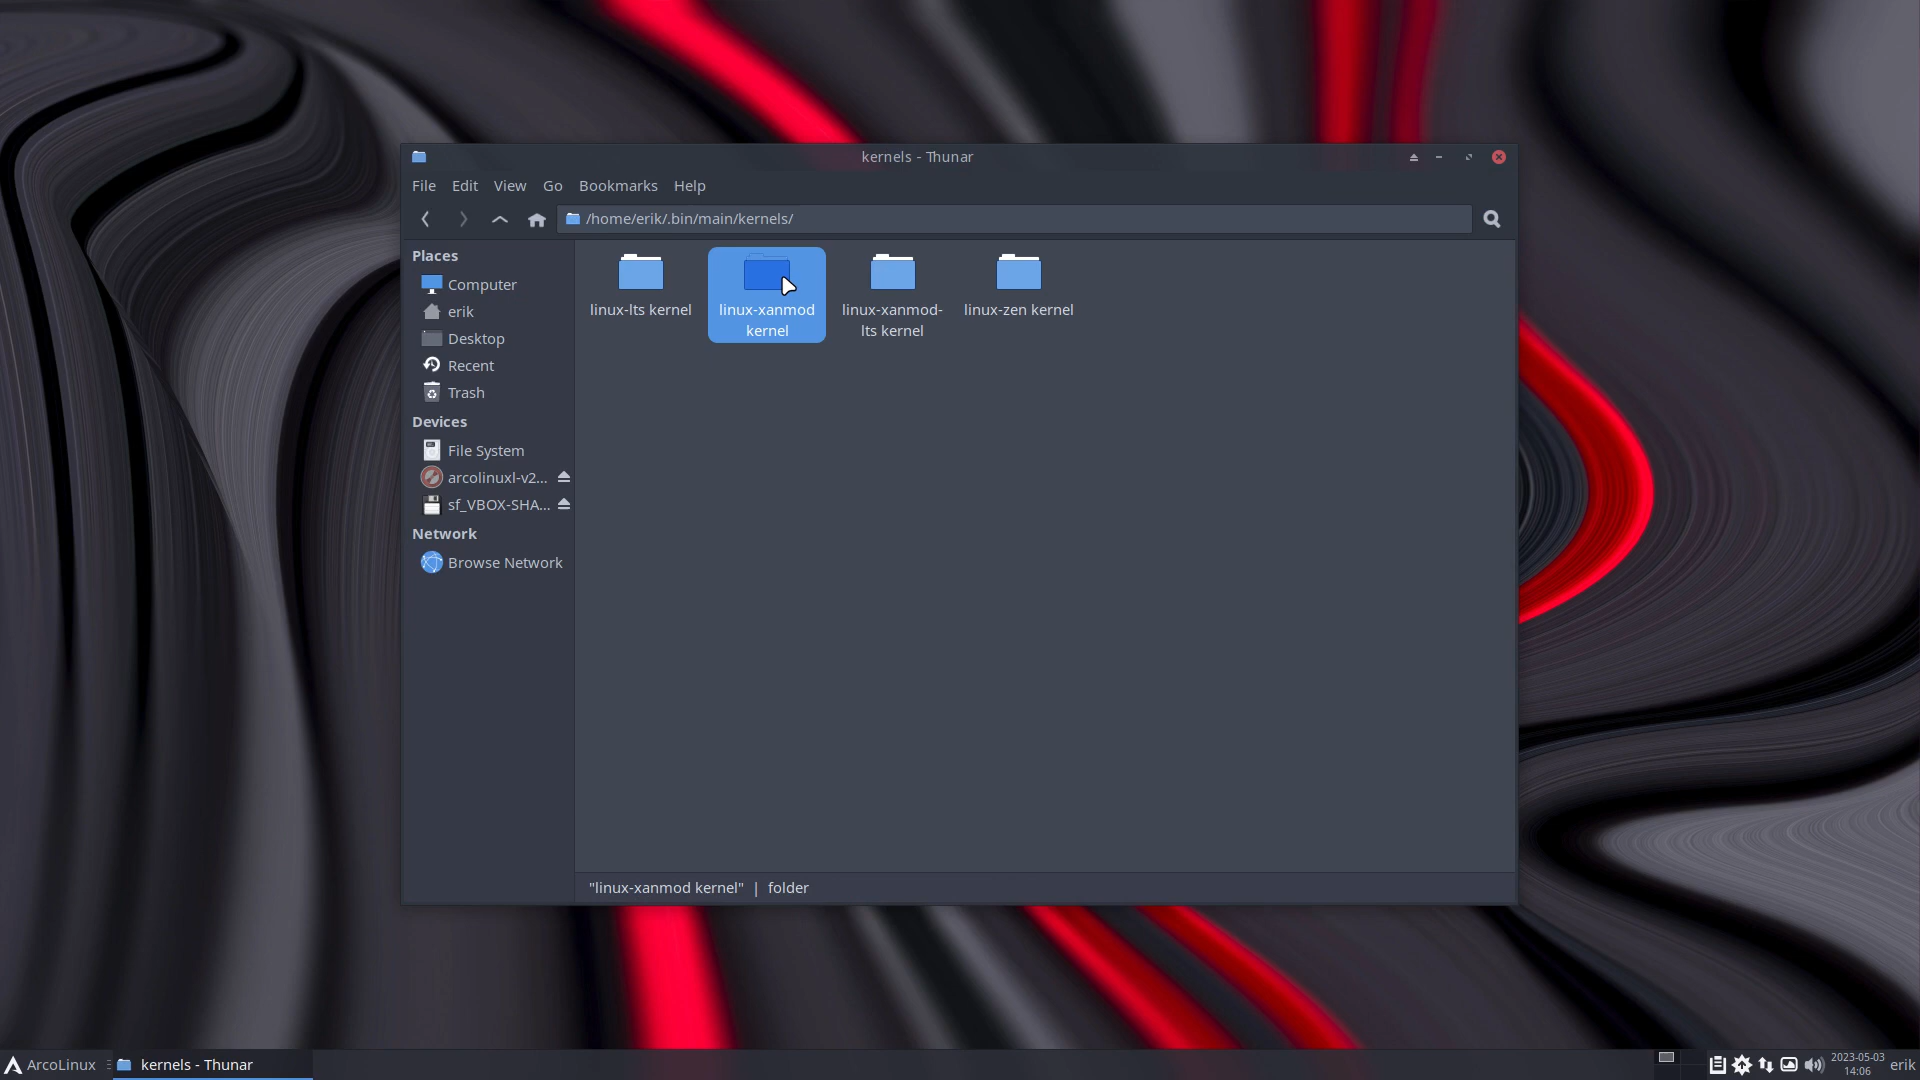 kernels - Thunar
File Edit View Go Bookmarks Help
/home/erik/.bin/main/kernels/
Places
Computer
erik
Desktop
Recent
Trash
Devices
File System
arcolinuxl-v2...
sf_VBOX-SHA...
Network
Browse Network
linux-lts kernel
linux-xanmod
kernel
linux-xanmod-
lts kernel
linux-zen kernel
"linux-xanmod kernel" | folder
ArcoLinux
kernels - Thunar
2023-05-03
14:06
erik